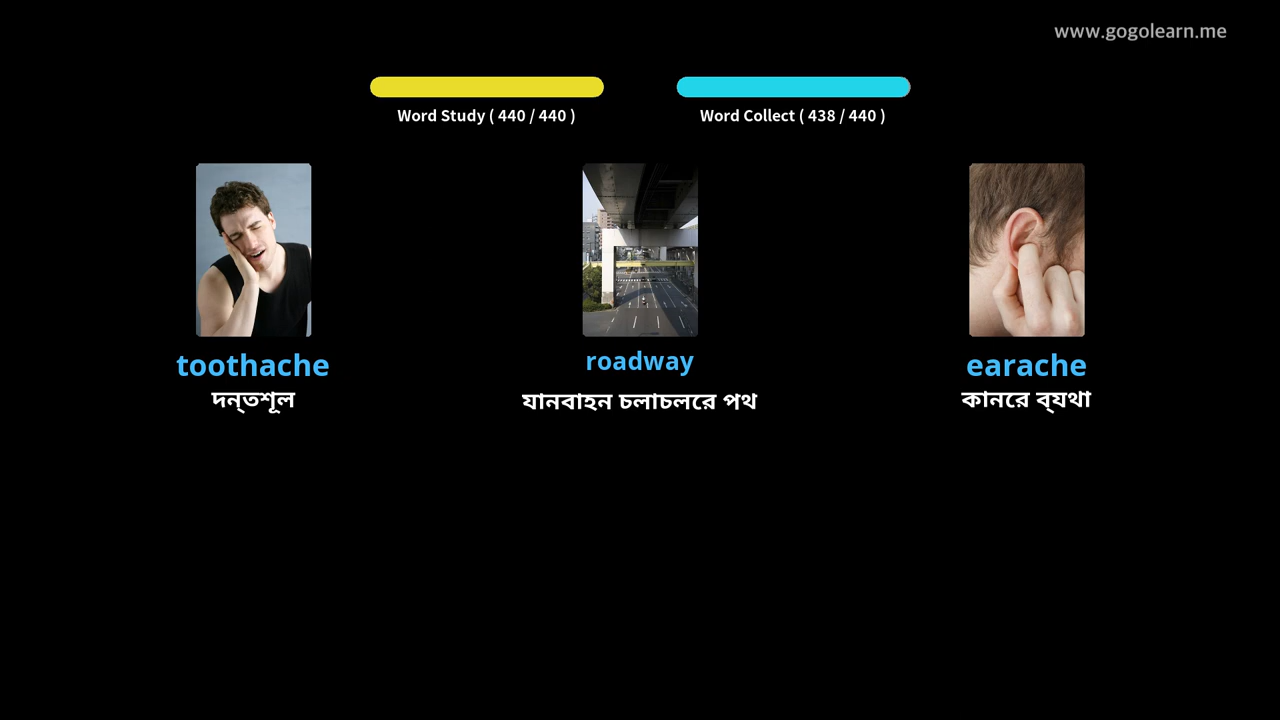 www.gogolearn.me
Word Study ( 440 / 440 )
Word Collect ( 438 / 440 )
toothache
roadway
earache
দন্তশূল
যানবাহন চলাচলরে পথ
কানরে ব্যথা